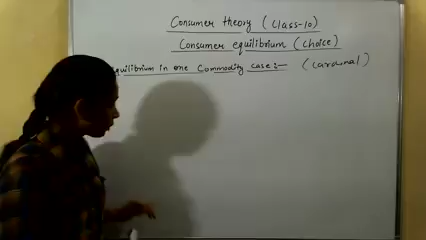 Consumer theory (Class-10)
Consumer equilibrium (choice)
equilibrium in one Commodity case:— (Cardinal)